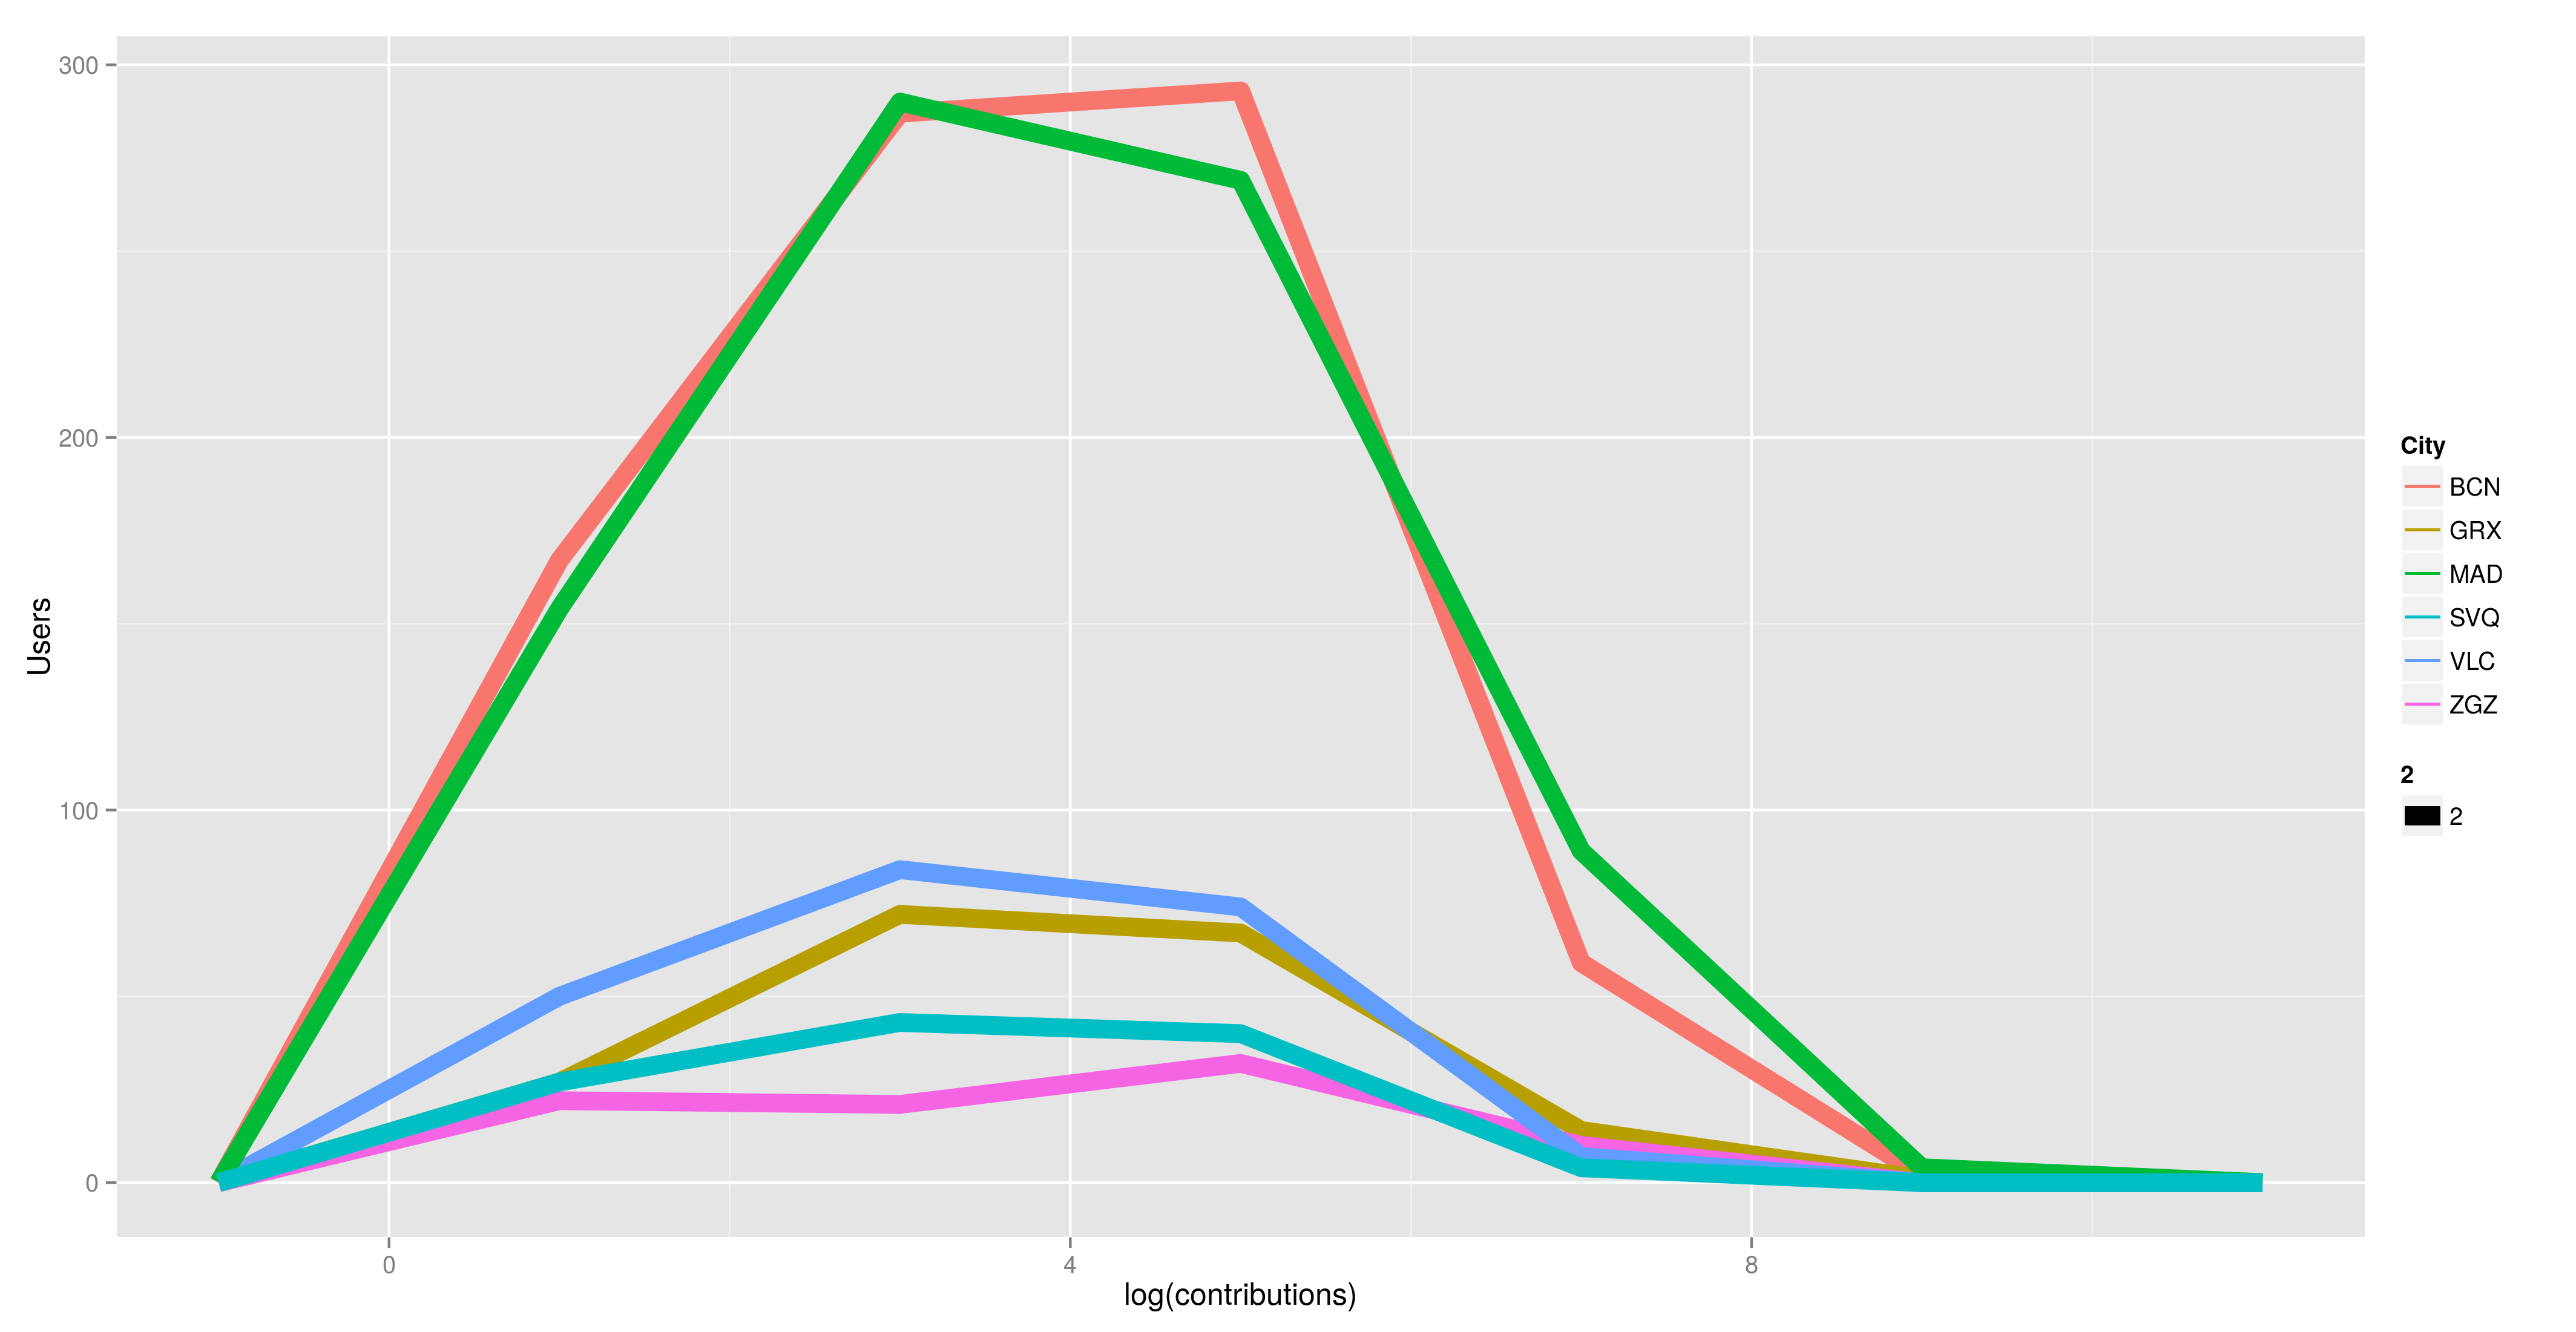 300
200
100
0
Users
0 4 8
log(contributions)
City
BCN
GRX
MAD
SVQ
VLC
ZGZ
2
2